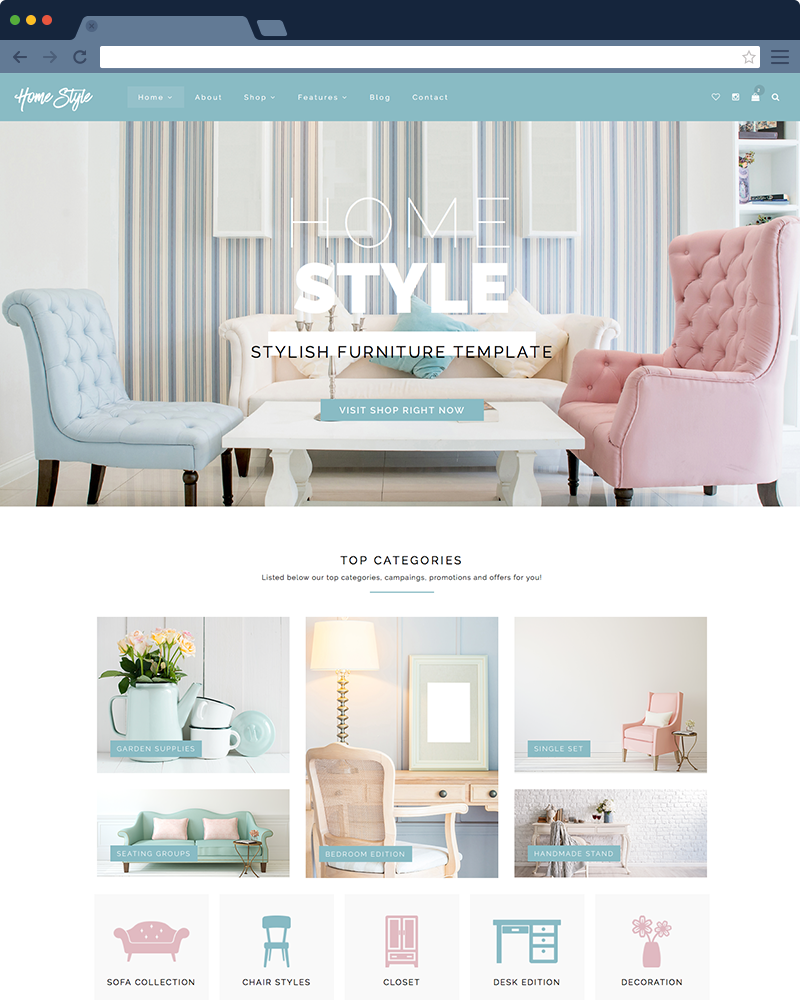 Home Style
Home
About
Shop
Features
Blog
Contact
HOME
STYLE
STYLISH FURNITURE TEMPLATE
VISIT SHOP RIGHT NOW
TOP CATEGORIES
Listed below our top categories, campaings, promotions and offers for you!
GARDEN SUPPLIES
SINGLE SET
SEATING GROUPS
BEDROOM EDITION
HANDMADE STAND
SOFA COLLECTION
CHAIR STYLES
CLOSET
DESK EDITION
DECORATION